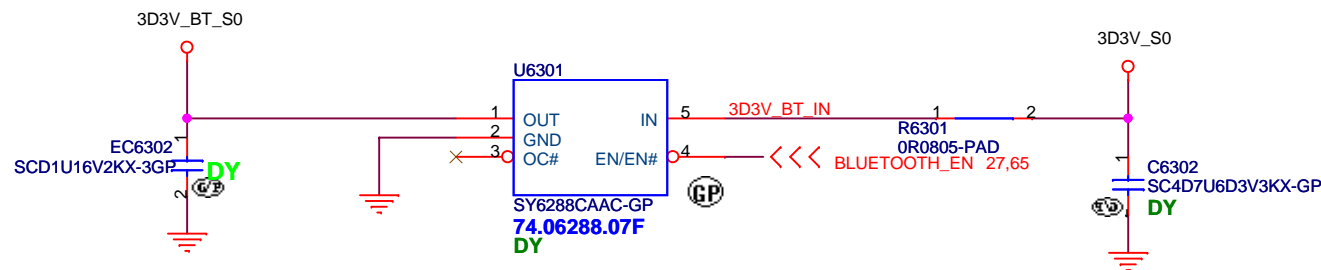 3D3V_BT_S0
3D3V_S0
U6301
1 OUT IN 5 3D3V_BT_IN 1 2
2 GND
3 OC# EN/EN# 4 BLUETOOTH_EN 27,65
R6301
0R0805-PAD
EC6302 1
SCD1U16V2KX-3GP DY
2
1 C6302
SC4D7U6D3V3KX-GP
DY
GP
SY6288CAAC-GP
74.06288.07F
DY